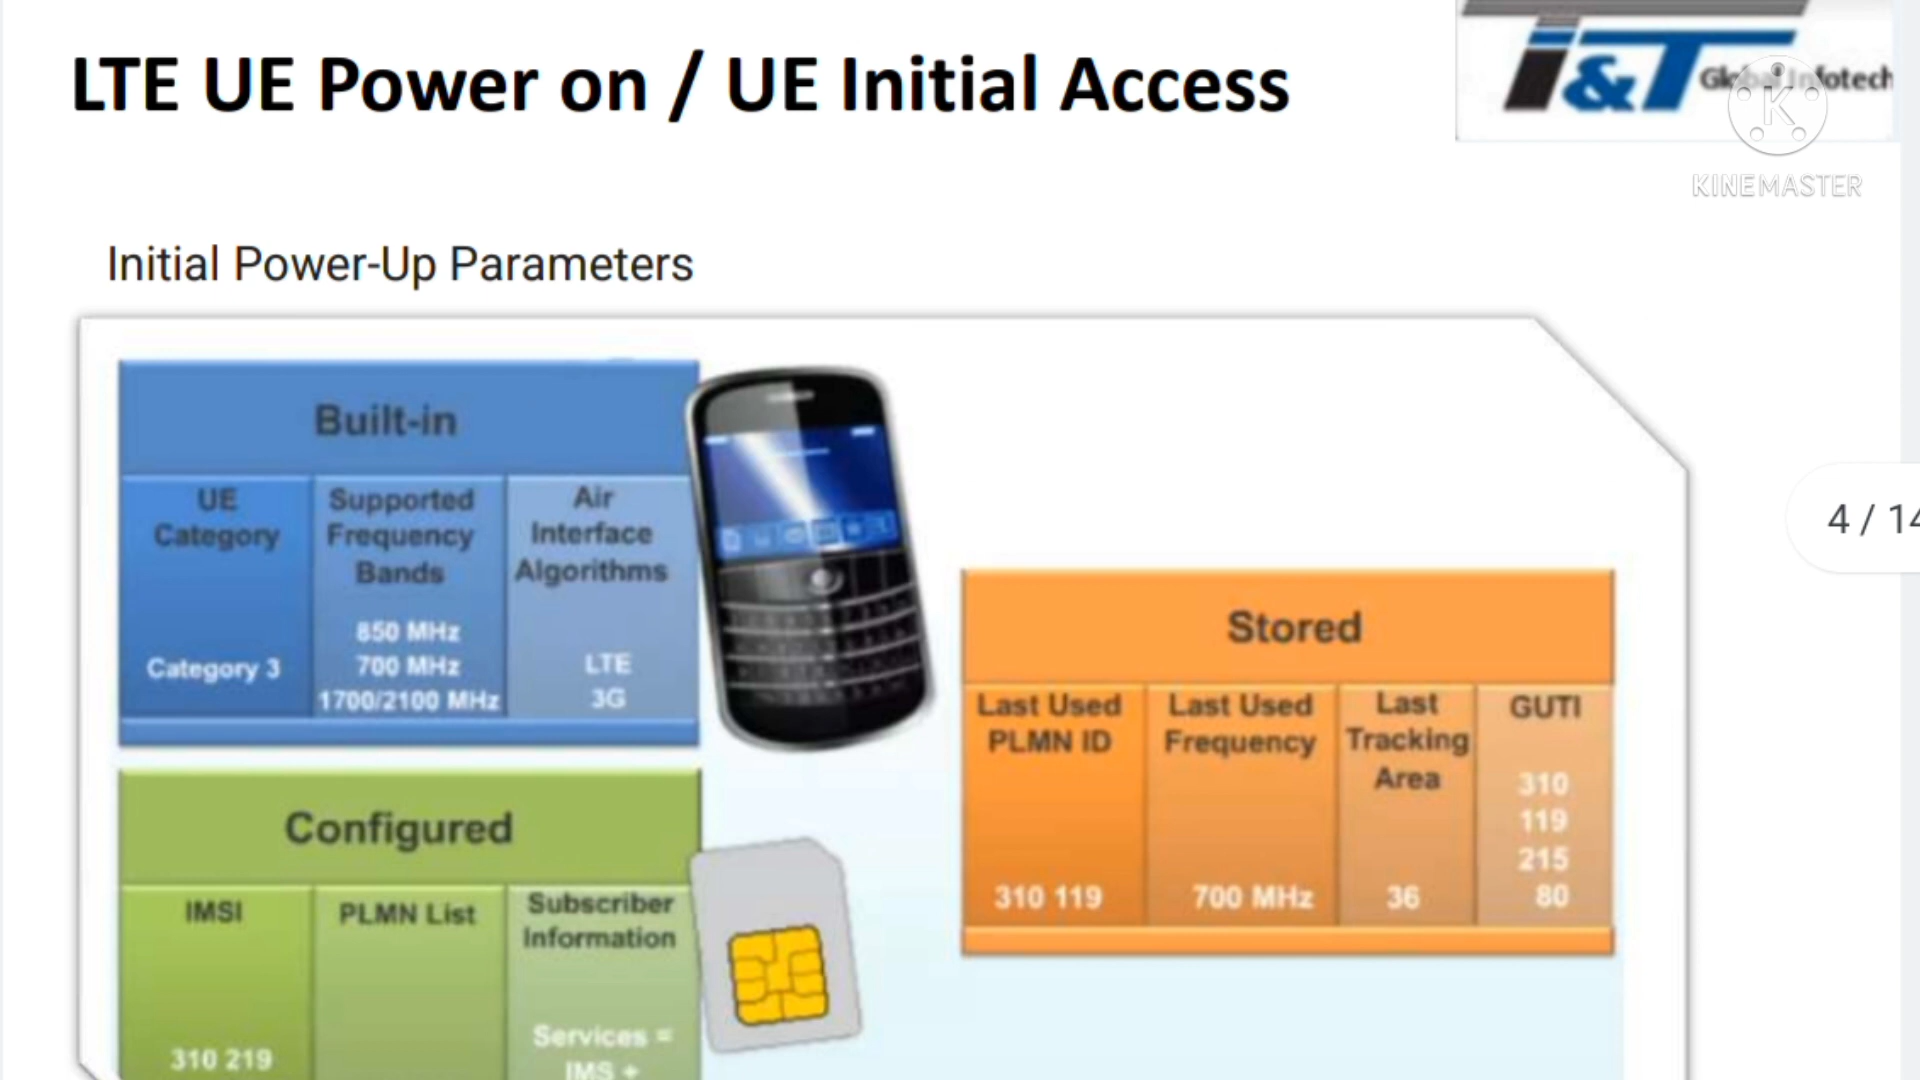 LTE UE Power on / UE Initial Access
T&T Global Infotech
KINEMASTER
Initial Power-Up Parameters
Built-in
UE Category
Supported Frequency Bands
Air Interface Algorithms
Category 3
850 MHz
700 MHz
1700/2100 MHz
LTE
3G
4 / 14
Stored
Last Used PLMN ID
Last Used Frequency
Last Tracking Area
GUTI
310 119
700 MHz
36
310
119
215
80
Configured
IMSI
PLMN List
Subscriber Information
310 219
Services =
IMS +